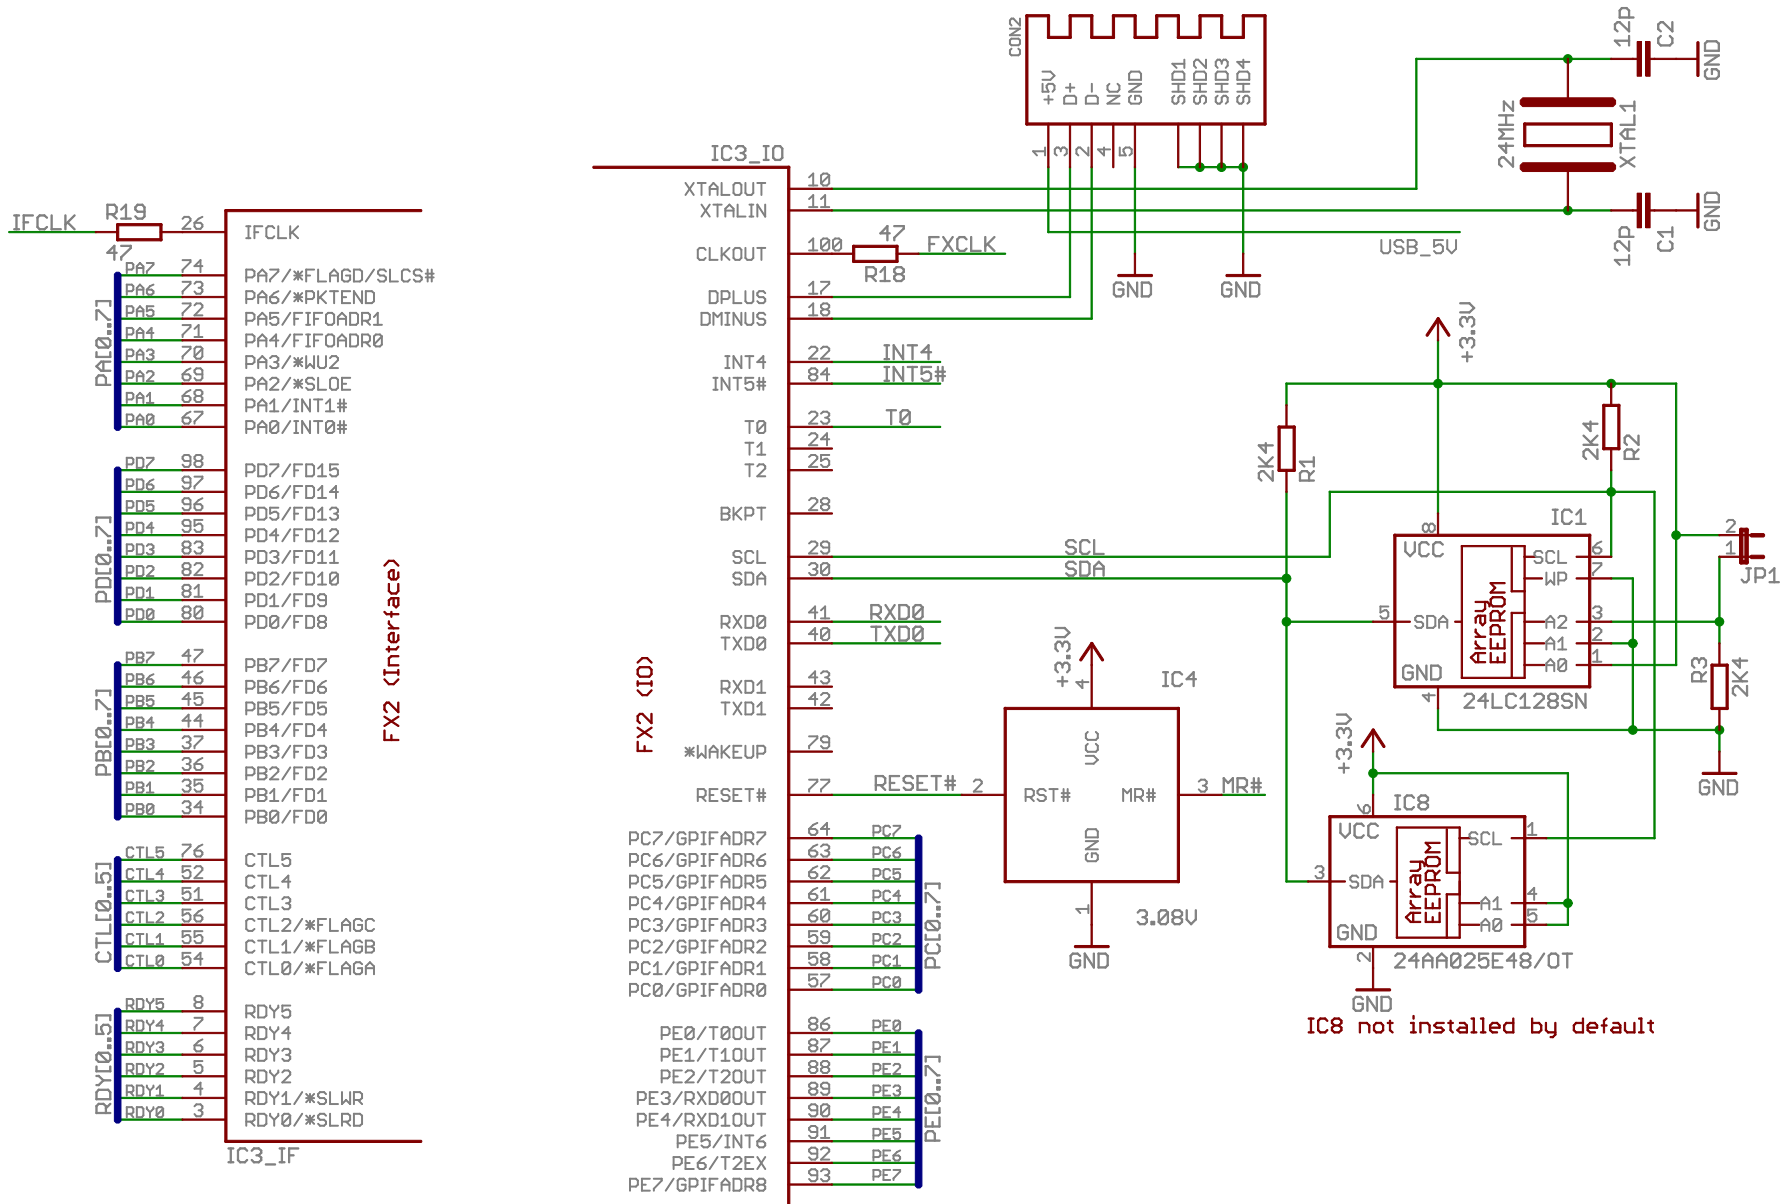 IFCLK
R19
47
26
IFCLK
PA[0..7]
PA7 74 PA7/*FLAGD/SLCS#
PA6 73 PA6/*PKTEND
PA5 72 PA5/FIFOADR1
PA4 71 PA4/FIFOADR0
PA3 70 PA3/*WU2
PA2 69 PA2/*SLOE
PA1 68 PA1/INT1#
PA0 67 PA0/INT0#
PD[0..7]
PD7 98 PD7/FD15
PD6 97 PD6/FD14
PD5 96 PD5/FD13
PD4 95 PD4/FD12
PD3 83 PD3/FD11
PD2 82 PD2/FD10
PD1 81 PD1/FD9
PD0 80 PD0/FD8
PB[0..7]
PB7 47 PB7/FD7
PB6 46 PB6/FD6
PB5 45 PB5/FD5
PB4 44 PB4/FD4
PB3 37 PB3/FD3
PB2 36 PB2/FD2
PB1 35 PB1/FD1
PB0 34 PB0/FD0
CTL[0..5]
CTL5 76 CTL5
CTL4 52 CTL4
CTL3 51 CTL3
CTL2 56 CTL2/*FLAGC
CTL1 55 CTL1/*FLAGB
CTL0 54 CTL0/*FLAGA
RDY[0..5]
RDY5 8 RDY5
RDY4 7 RDY4
RDY3 6 RDY3
RDY2 5 RDY2
RDY1 4 RDY1/*SLWR
RDY0 3 RDY0/*SLRD
FX2 (Interface)
IC3_IF
IC3_IO
FX2 (IO)
XTALOUT 10
XTALIN 11
CLKOUT 100
47
R18
FXCLK
DPLUS 17
DMINUS 18
INT4 22 INT4
INT5# 84 INT5#
T0 23 T0
T1 24
T2 25
BKPT 28
SCL 29 SCL
SDA 30 SDA
RXD0 41 RXD0
TXD0 40 TXD0
RXD1 43
TXD1 42
*WAKEUP 79
RESET# 77 RESET#
PC7/GPIFADR7 64 PC7
PC6/GPIFADR6 63 PC6
PC5/GPIFADR5 62 PC5
PC4/GPIFADR4 61 PC4
PC3/GPIFADR3 60 PC3
PC2/GPIFADR2 59 PC2
PC1/GPIFADR1 58 PC1
PC0/GPIFADR0 57 PC0
PC[0..7]
PE0/T0OUT 86 PE0
PE1/T1OUT 87 PE1
PE2/T2OUT 88 PE2
PE3/RXD0OUT 89 PE3
PE4/RXD1OUT 90 PE4
PE5/INT6 91 PE5
PE6/T2EX 92 PE6
PE7/GPIFADR8 93 PE7
PE[0..7]
CON2
+5V D+ D- NC GND SHD1 SHD2 SHD3 SHD4
1 3 2 4 5
GND
GND
USB_5V
24MHz
XTAL1
12p
C2
GND
12p
C1
GND
+3.3V
4
IC4
VCC
2 RST# MR# 3 MR#
GND
1
3.08V
GND
+3.3V
2K4
R1
2K4
R2
IC1
8
VCC
SCL 6
WP 7
5 SDA
Array
EEPROM
A2 3
A1 2
A0 1
GND
4
24LC128SN
2
1
JP1
R3
2K4
GND
+3.3V
6
IC8
VCC
SCL 1
3 SDA
Array
EEPROM
A1 4
A0 5
GND
2
24AA025E48/OT
GND
IC8 not installed by default